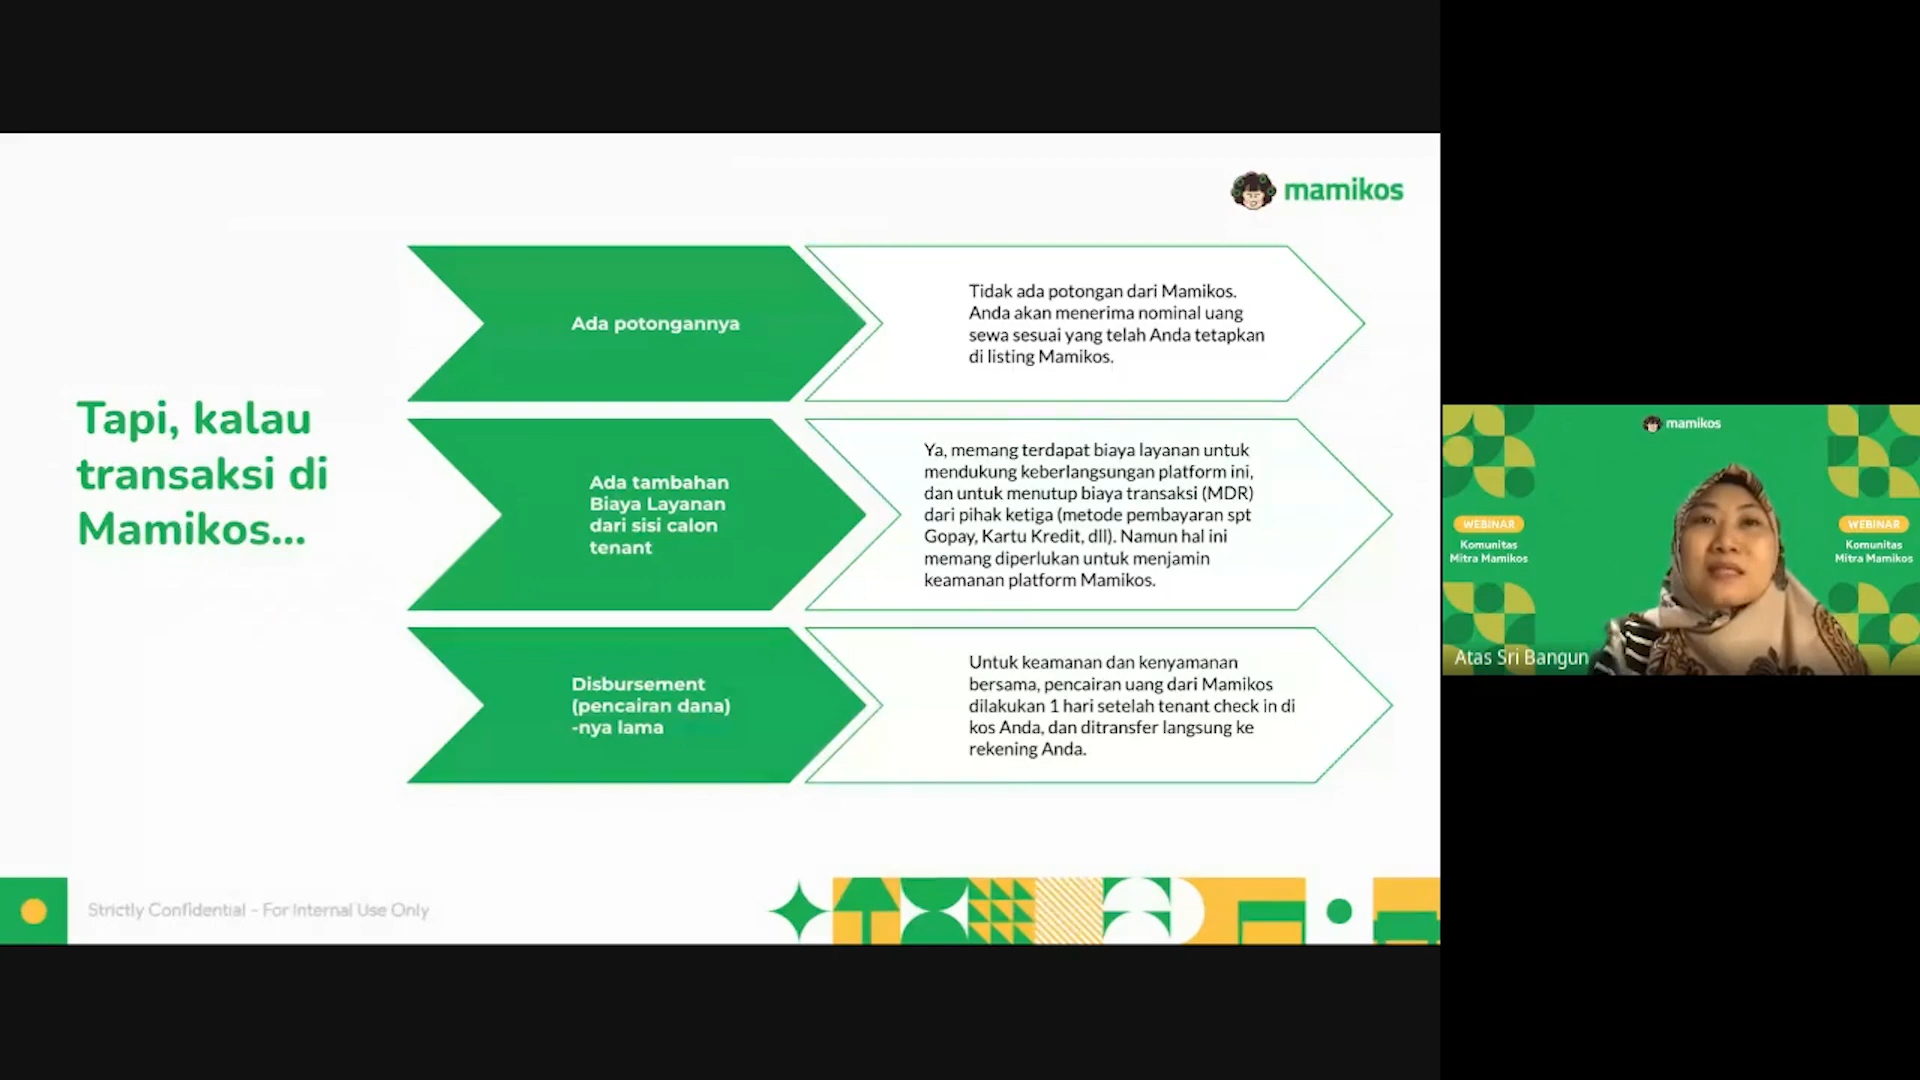 mamikos
Tapi, kalau
transaksi di
Mamikos...
Ada potongannya
Tidak ada potongan dari Mamikos.
Anda akan menerima nominal uang
sewa sesuai yang telah Anda tetapkan
di listing Mamikos.
Ada tambahan
Biaya Layanan
dari sisi calon
tenant
Ya, memang terdapat biaya layanan untuk
mendukung keberlangsungan platform ini,
dan untuk menutup biaya transaksi (MDR)
dari pihak ketiga (metode pembayaran spt
Gopay, Kartu Kredit, dll). Namun hal ini
memang diperlukan untuk menjamin
keamanan platform Mamikos.
Disbursement
(pencairan dana)
-nya lama
Untuk keamanan dan kenyamanan
bersama, pencairan uang dari Mamikos
dilakukan 1 hari setelah tenant check in di
kos Anda, dan ditransfer langsung ke
rekening Anda.
Strictly Confidential - For Internal Use Only
mamikos
WEBINAR
Komunitas
Mitra Mamikos
WEBINAR
Komunitas
Mitra Mamikos
Atas Sri Bangun